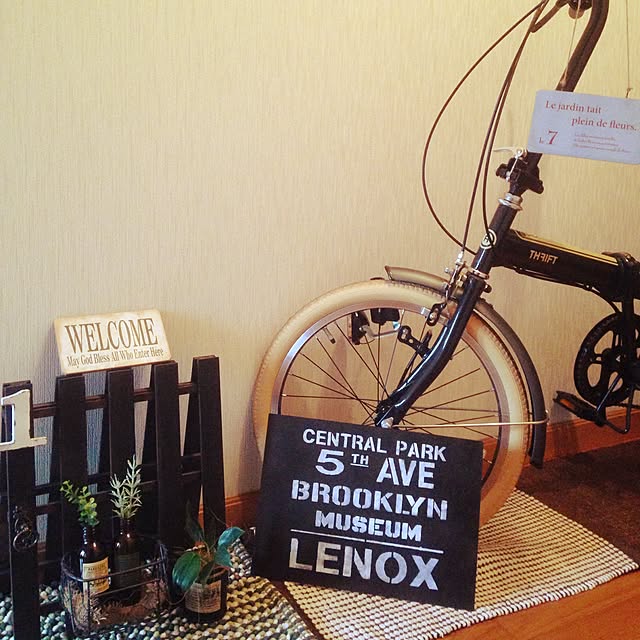 Le jardin tait
plein de fleurs.
le 7
THRIFT
WELCOME
May God Bless All Who Enter Here
1
CENTRAL PARK
5TH AVE
BROOKLYN
MUSEUM
LENOX